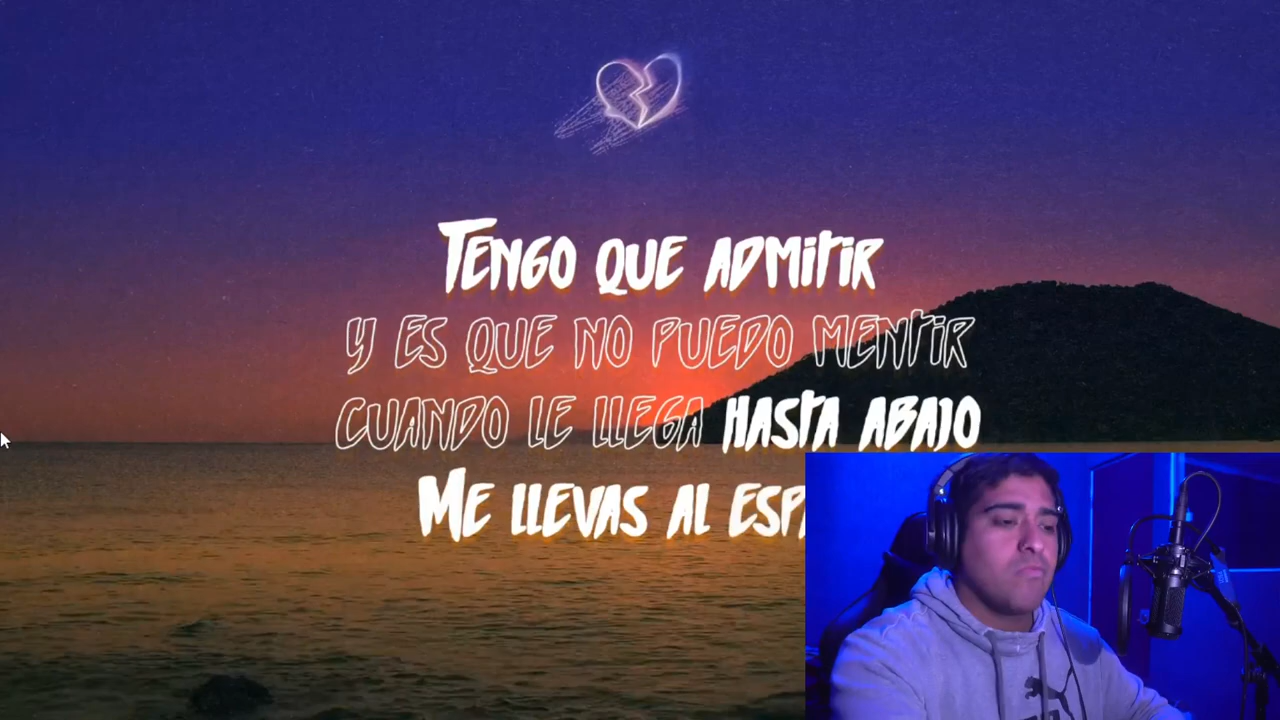 Tengo que admitir
y es que no puedo mentir
cuando le llega hasta abajo
Me llevas al